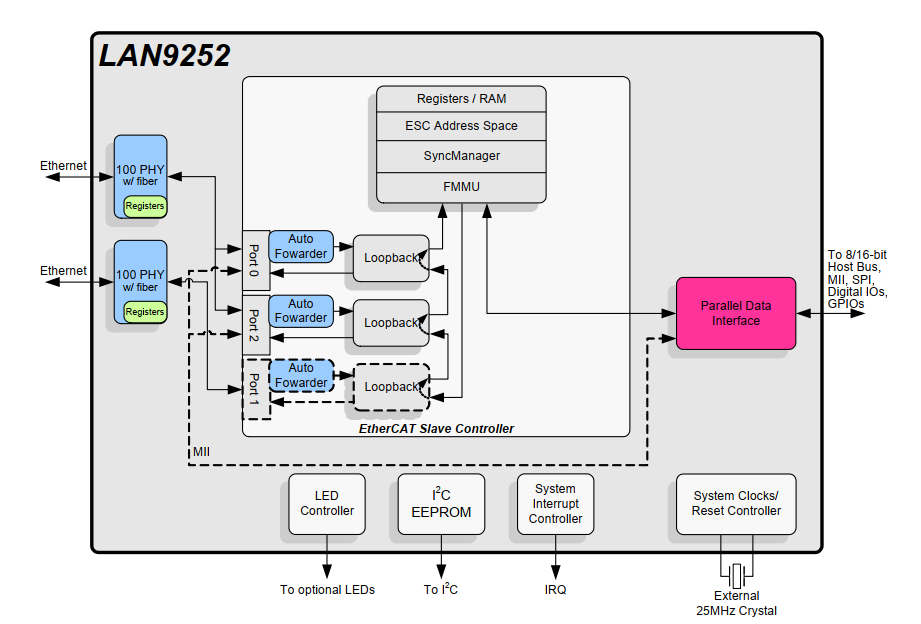 LAN9252
Registers / RAM
ESC Address Space
SyncManager
FMMU
Ethernet
100 PHY
w/ fiber
Registers
Ethernet
100 PHY
w/ fiber
Registers
Port 0
Auto
Fowarder
Loopback
Port 2
Auto
Fowarder
Loopback
Port 1
Auto
Fowarder
Loopback
EtherCAT Slave Controller
MII
Parallel Data
Interface
To 8/16-bit
Host Bus,
MII, SPI,
Digital IOs,
GPIOs
LED
Controller
I2C
EEPROM
System
Interrupt
Controller
System Clocks/
Reset Controller
To optional LEDs
To I2C
IRQ
External
25MHz Crystal